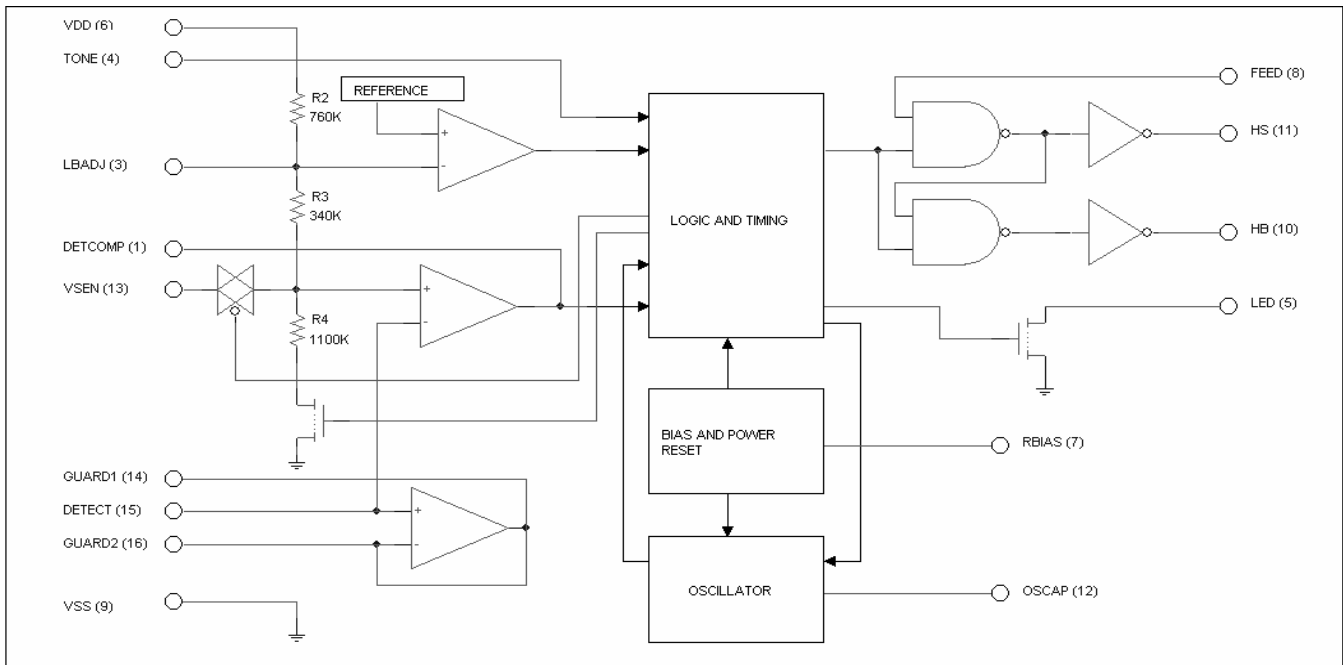 VDD (6)
TONE (4)
R2
760K
REFERENCE
+
-
LBADJ (3)
R3
340K
DETCOMP (1)
VSEN (13)
+
-
R4
1100K
GUARD1 (14)
DETECT (15)
GUARD2 (16)
+
-
VSS (9)
LOGIC AND TIMING
BIAS AND POWER
RESET
OSCILLATOR
FEED (8)
HS (11)
HB (10)
LED (5)
RBIAS (7)
OSCAP (12)